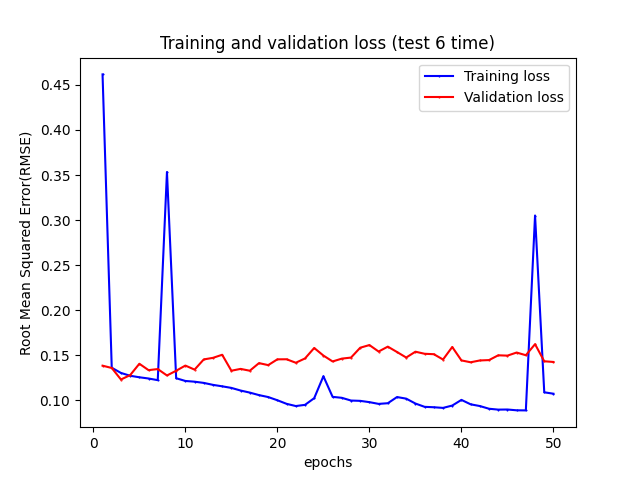 Training and validation loss (test 6 time)
Training loss
Validation loss
Root Mean Squared Error(RMSE)
0.45
0.40
0.35
0.30
0.25
0.20
0.15
0.10
0 10 20 30 40 50
epochs